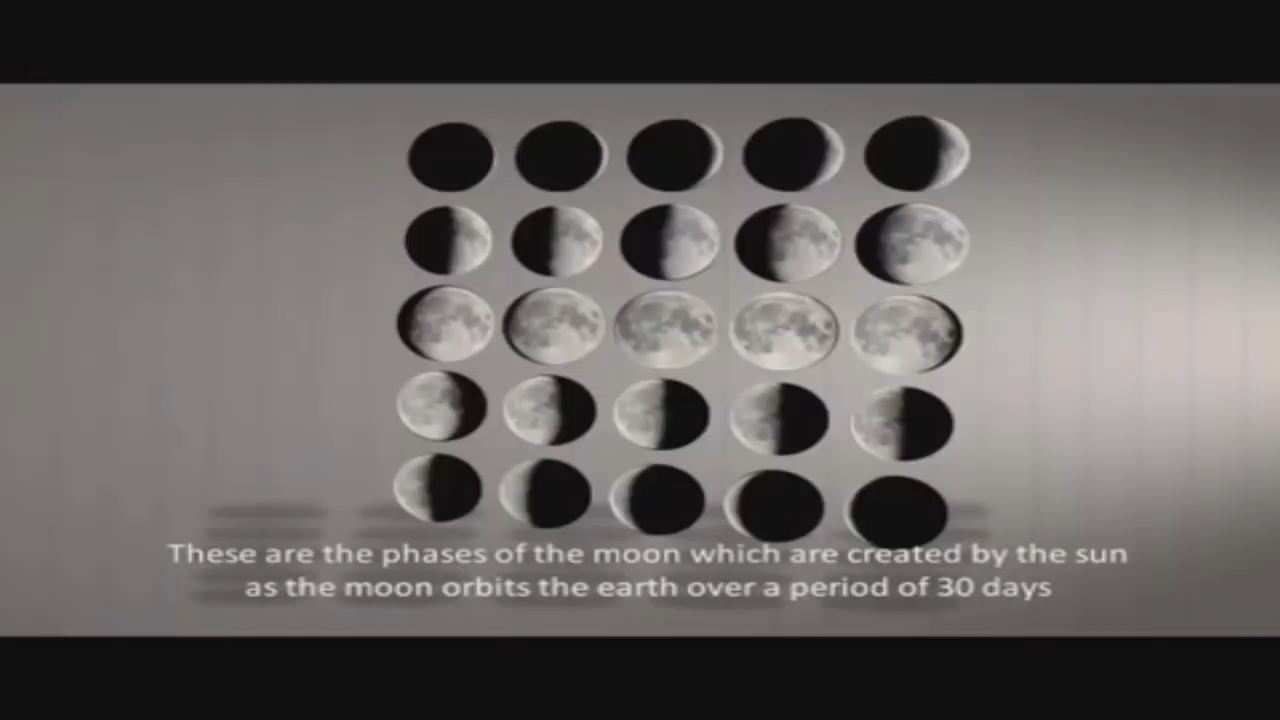 These are the phases of the moon which are created by the sun
as the moon orbits the earth over a period of 30 days